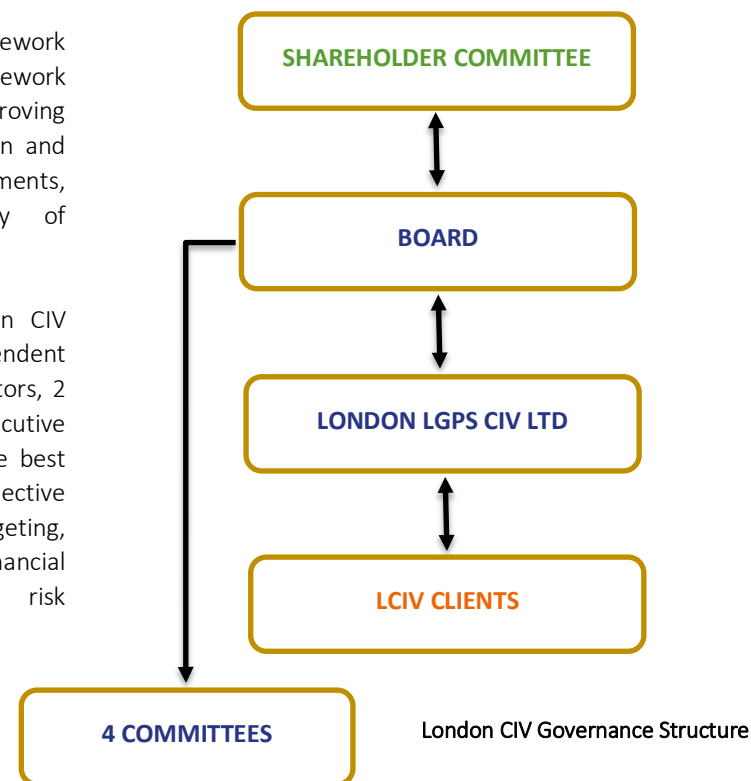 ework
ework
roving
n and
ments,
y of
n CIV
endent
tors, 2
cutive
e best
ective
geting,
nancial
risk
SHAREHOLDER COMMITTEE
BOARD
LONDON LGPS CIV LTD
LCIV CLIENTS
4 COMMITTEES
London CIV Governance Structure